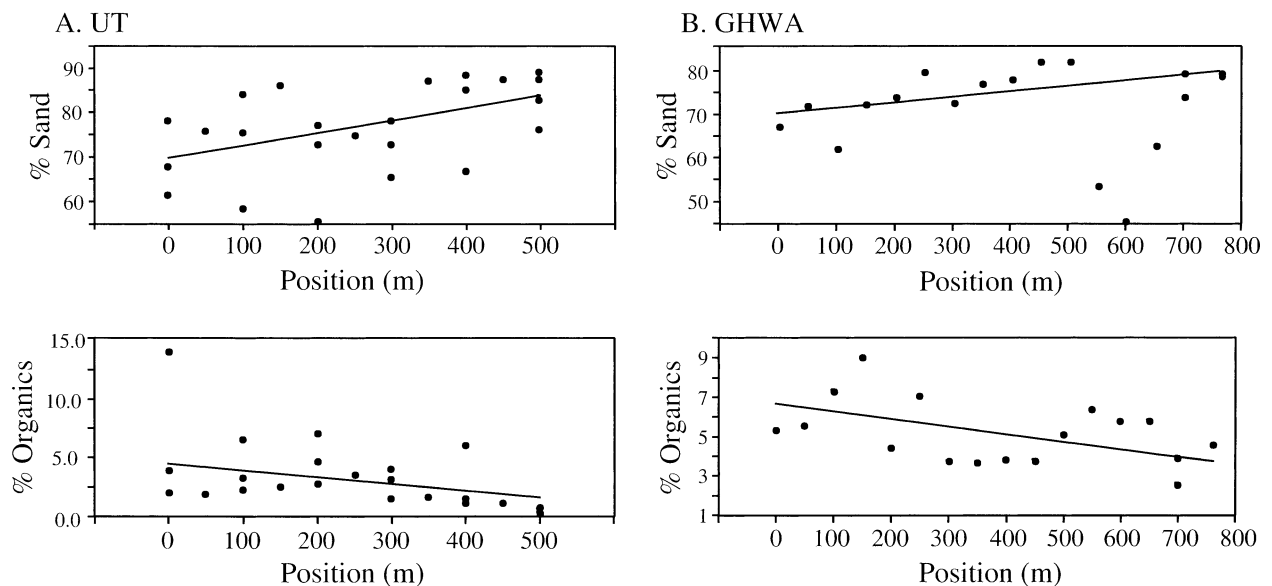 A. UT
% Sand
90
80
70
60
0 100 200 300 400 500
Position (m)
B. GHWA
% Sand
80
70
60
50
0 100 200 300 400 500 600 700 800
Position (m)
% Organics
15.0
10.0
5.0
0.0
0 100 200 300 400 500
Position (m)
% Organics
9
7
5
3
1
0 100 200 300 400 500 600 700 800
Position (m)